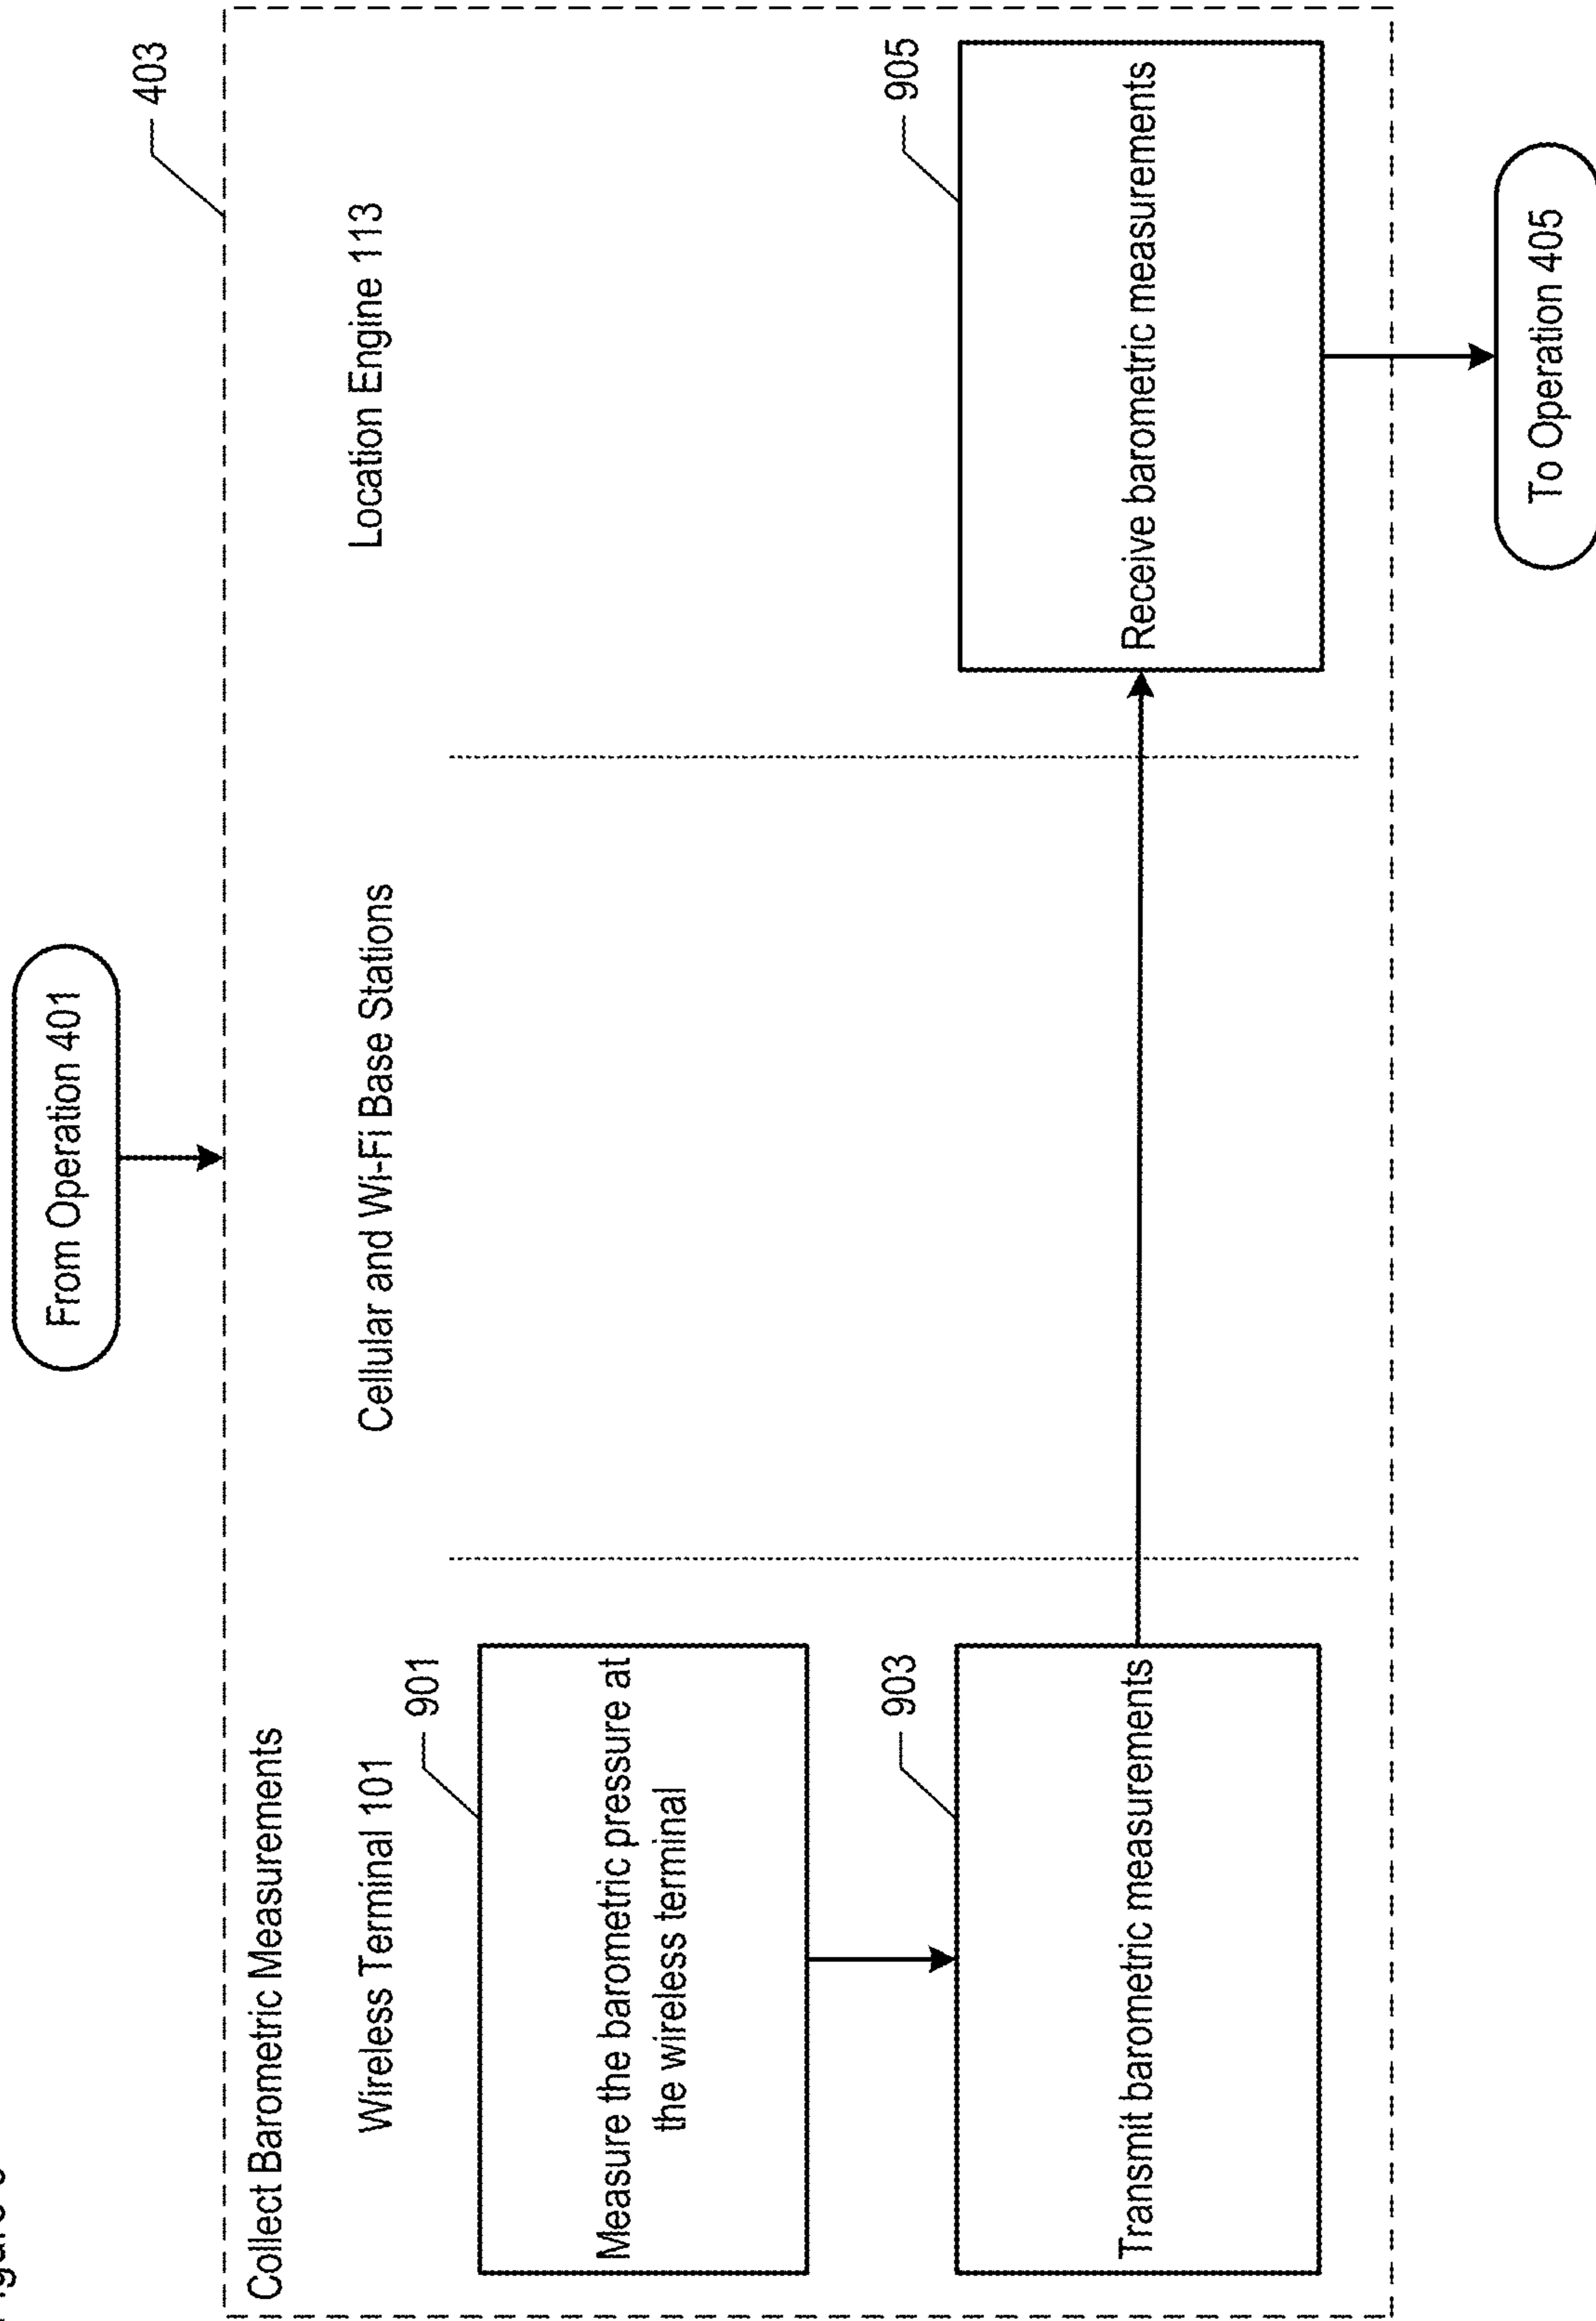 Figure
From Operation 401
403
Collect Barometric Measurements
Wireless Terminal 101
Cellular and Wi-Fi Base Stations
Location Engine 113
901
Measure the barometric pressure at
the wireless terminal
903
Transmit barometric measurements
905
Receive barometric measurements
To Operation 405